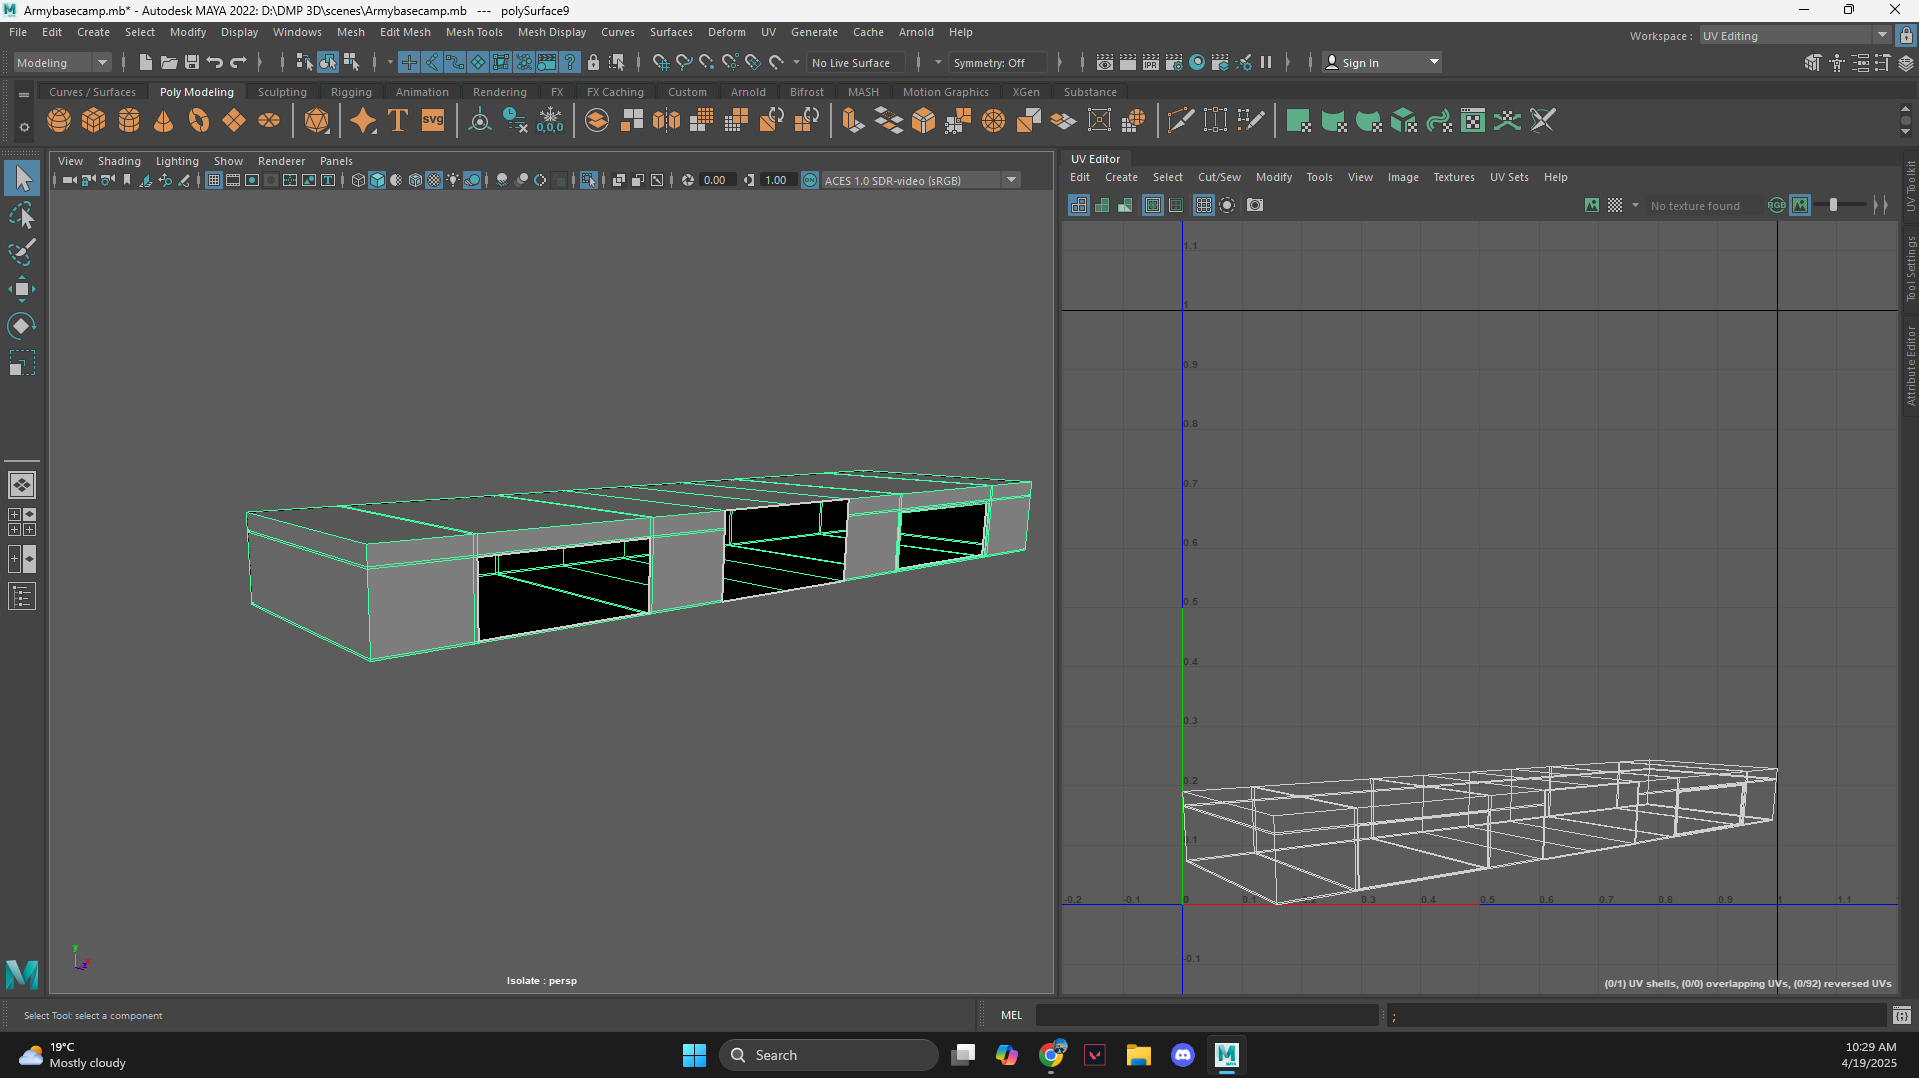 Armybasecamp.mb* - Autodesk MAYA 2022: D:\DMP 3D\scenes\Armybasecamp.mb --- polySurface9
File Edit Create Select Modify Display Windows Mesh Edit Mesh Mesh Tools Mesh Display Curves Surfaces Deform UV Generate Cache Arnold Help
Workspace : UV Editing
Modeling No Live Surface Symmetry: Off IPR Sign In
Curves / Surfaces Poly Modeling Sculpting Rigging Animation Rendering FX FX Caching Custom Arnold Bifrost MASH Motion Graphics XGen Substance
T svg 0,0,0
View Shading Lighting Show Renderer Panels
0.00 1.00 ON ACES 1.0 SDR-video (sRGB)
Isolate : persp
y
UV Editor
Edit Create Select Cut/Sew Modify Tools View Image Textures UV Sets Help
No texture found RGB
1.1
1
0.9
0.8
0.7
0.6
0.5
0.4
0.3
0.2
0.1
-0.2 -0.1 0 0.1 0.2 0.3 0.4 0.5 0.6 0.7 0.8 0.9 1 1.1
-0.1
(0/1) UV shells, (0/0) overlapping UVs, (0/92) reversed UVs
UV Toolkit
Tool Settings
Attribute Editor
Select Tool: select a component
MEL
;
19°C
Mostly cloudy
Search
10:29 AM
4/19/2025